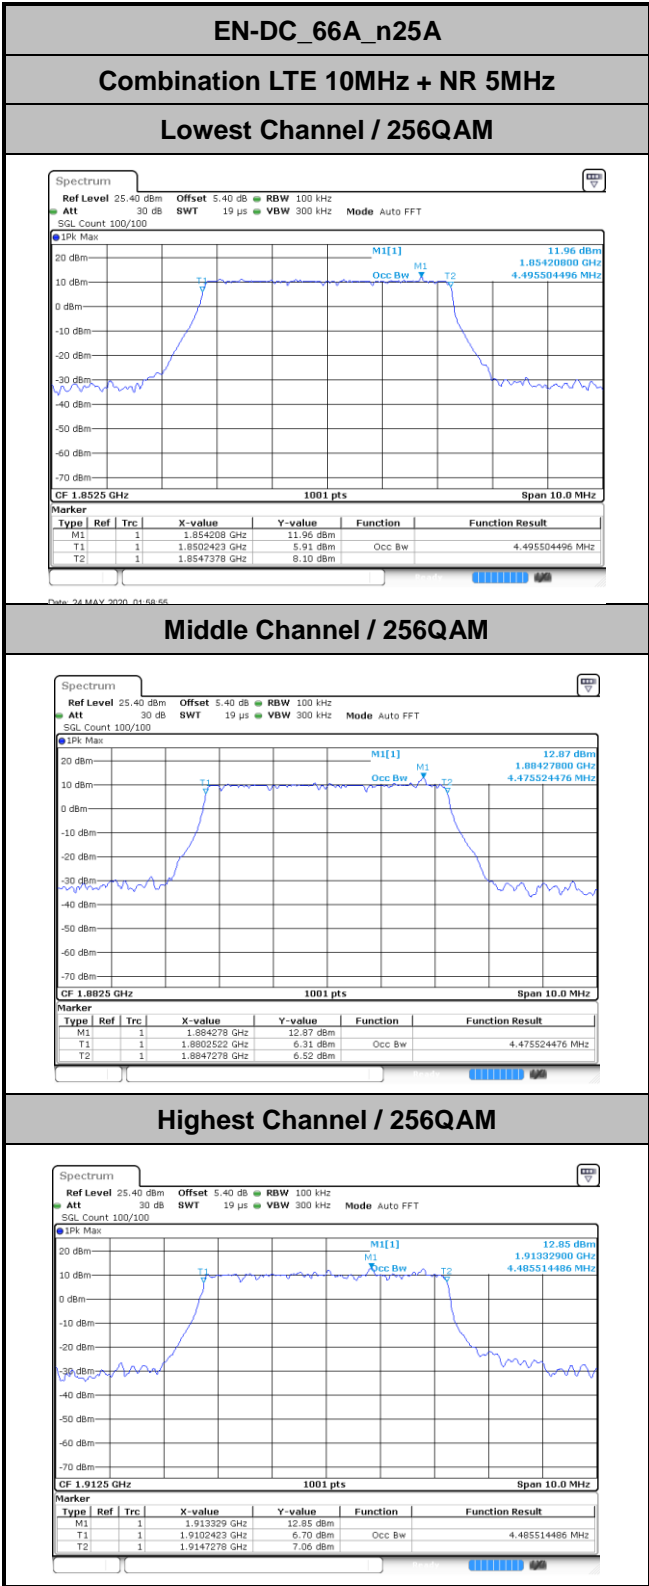 EN-DC_66A_n25A
Combination LTE 10MHz + NR 5MHz
Lowest Channel / 256QAM
Spectrum
Ref Level 25.40 dBm Offset 5.40 dB RBW 100 kHz
Att 30 dB SWT 19 µs VBW 300 kHz Mode Auto FFT
SGL Count 100/100
1Pk Max
M1[1] 11.96 dBm
1.85420800 GHz
Occ Bw 4.495504496 MHz
M1
T1
T2
20 dBm
10 dBm
0 dBm
-10 dBm
-20 dBm
-30 dBm
-40 dBm
-50 dBm
-60 dBm
-70 dBm
CF 1.8525 GHz 1001 pts Span 10.0 MHz
Marker
Type Ref Trc X-value Y-value Function Function Result
M1 1 1.854208 GHz 11.96 dBm
T1 1 1.8502423 GHz 5.91 dBm Occ Bw 4.495504496 MHz
T2 1 1.8547378 GHz 8.10 dBm
Date: 24 MAY 2020 01:58:55
Middle Channel / 256QAM
Spectrum
Ref Level 25.40 dBm Offset 5.40 dB RBW 100 kHz
Att 30 dB SWT 19 µs VBW 300 kHz Mode Auto FFT
SGL Count 100/100
1Pk Max
M1[1] 12.87 dBm
1.88427800 GHz
Occ Bw 4.475524476 MHz
M1
T1
T2
20 dBm
10 dBm
0 dBm
-10 dBm
-20 dBm
-30 dBm
-40 dBm
-50 dBm
-60 dBm
-70 dBm
CF 1.8825 GHz 1001 pts Span 10.0 MHz
Marker
Type Ref Trc X-value Y-value Function Function Result
M1 1 1.884278 GHz 12.87 dBm
T1 1 1.8802522 GHz 6.31 dBm Occ Bw 4.475524476 MHz
T2 1 1.8847278 GHz 6.52 dBm
Highest Channel / 256QAM
Spectrum
Ref Level 25.40 dBm Offset 5.40 dB RBW 100 kHz
Att 30 dB SWT 19 µs VBW 300 kHz Mode Auto FFT
SGL Count 100/100
1Pk Max
M1[1] 12.85 dBm
1.91332900 GHz
Occ Bw 4.485514486 MHz
M1
T1
T2
20 dBm
10 dBm
0 dBm
-10 dBm
-20 dBm
-30 dBm
-40 dBm
-50 dBm
-60 dBm
-70 dBm
CF 1.9125 GHz 1001 pts Span 10.0 MHz
Marker
Type Ref Trc X-value Y-value Function Function Result
M1 1 1.913329 GHz 12.85 dBm
T1 1 1.9102423 GHz 6.70 dBm Occ Bw 4.485514486 MHz
T2 1 1.9147278 GHz 7.06 dBm